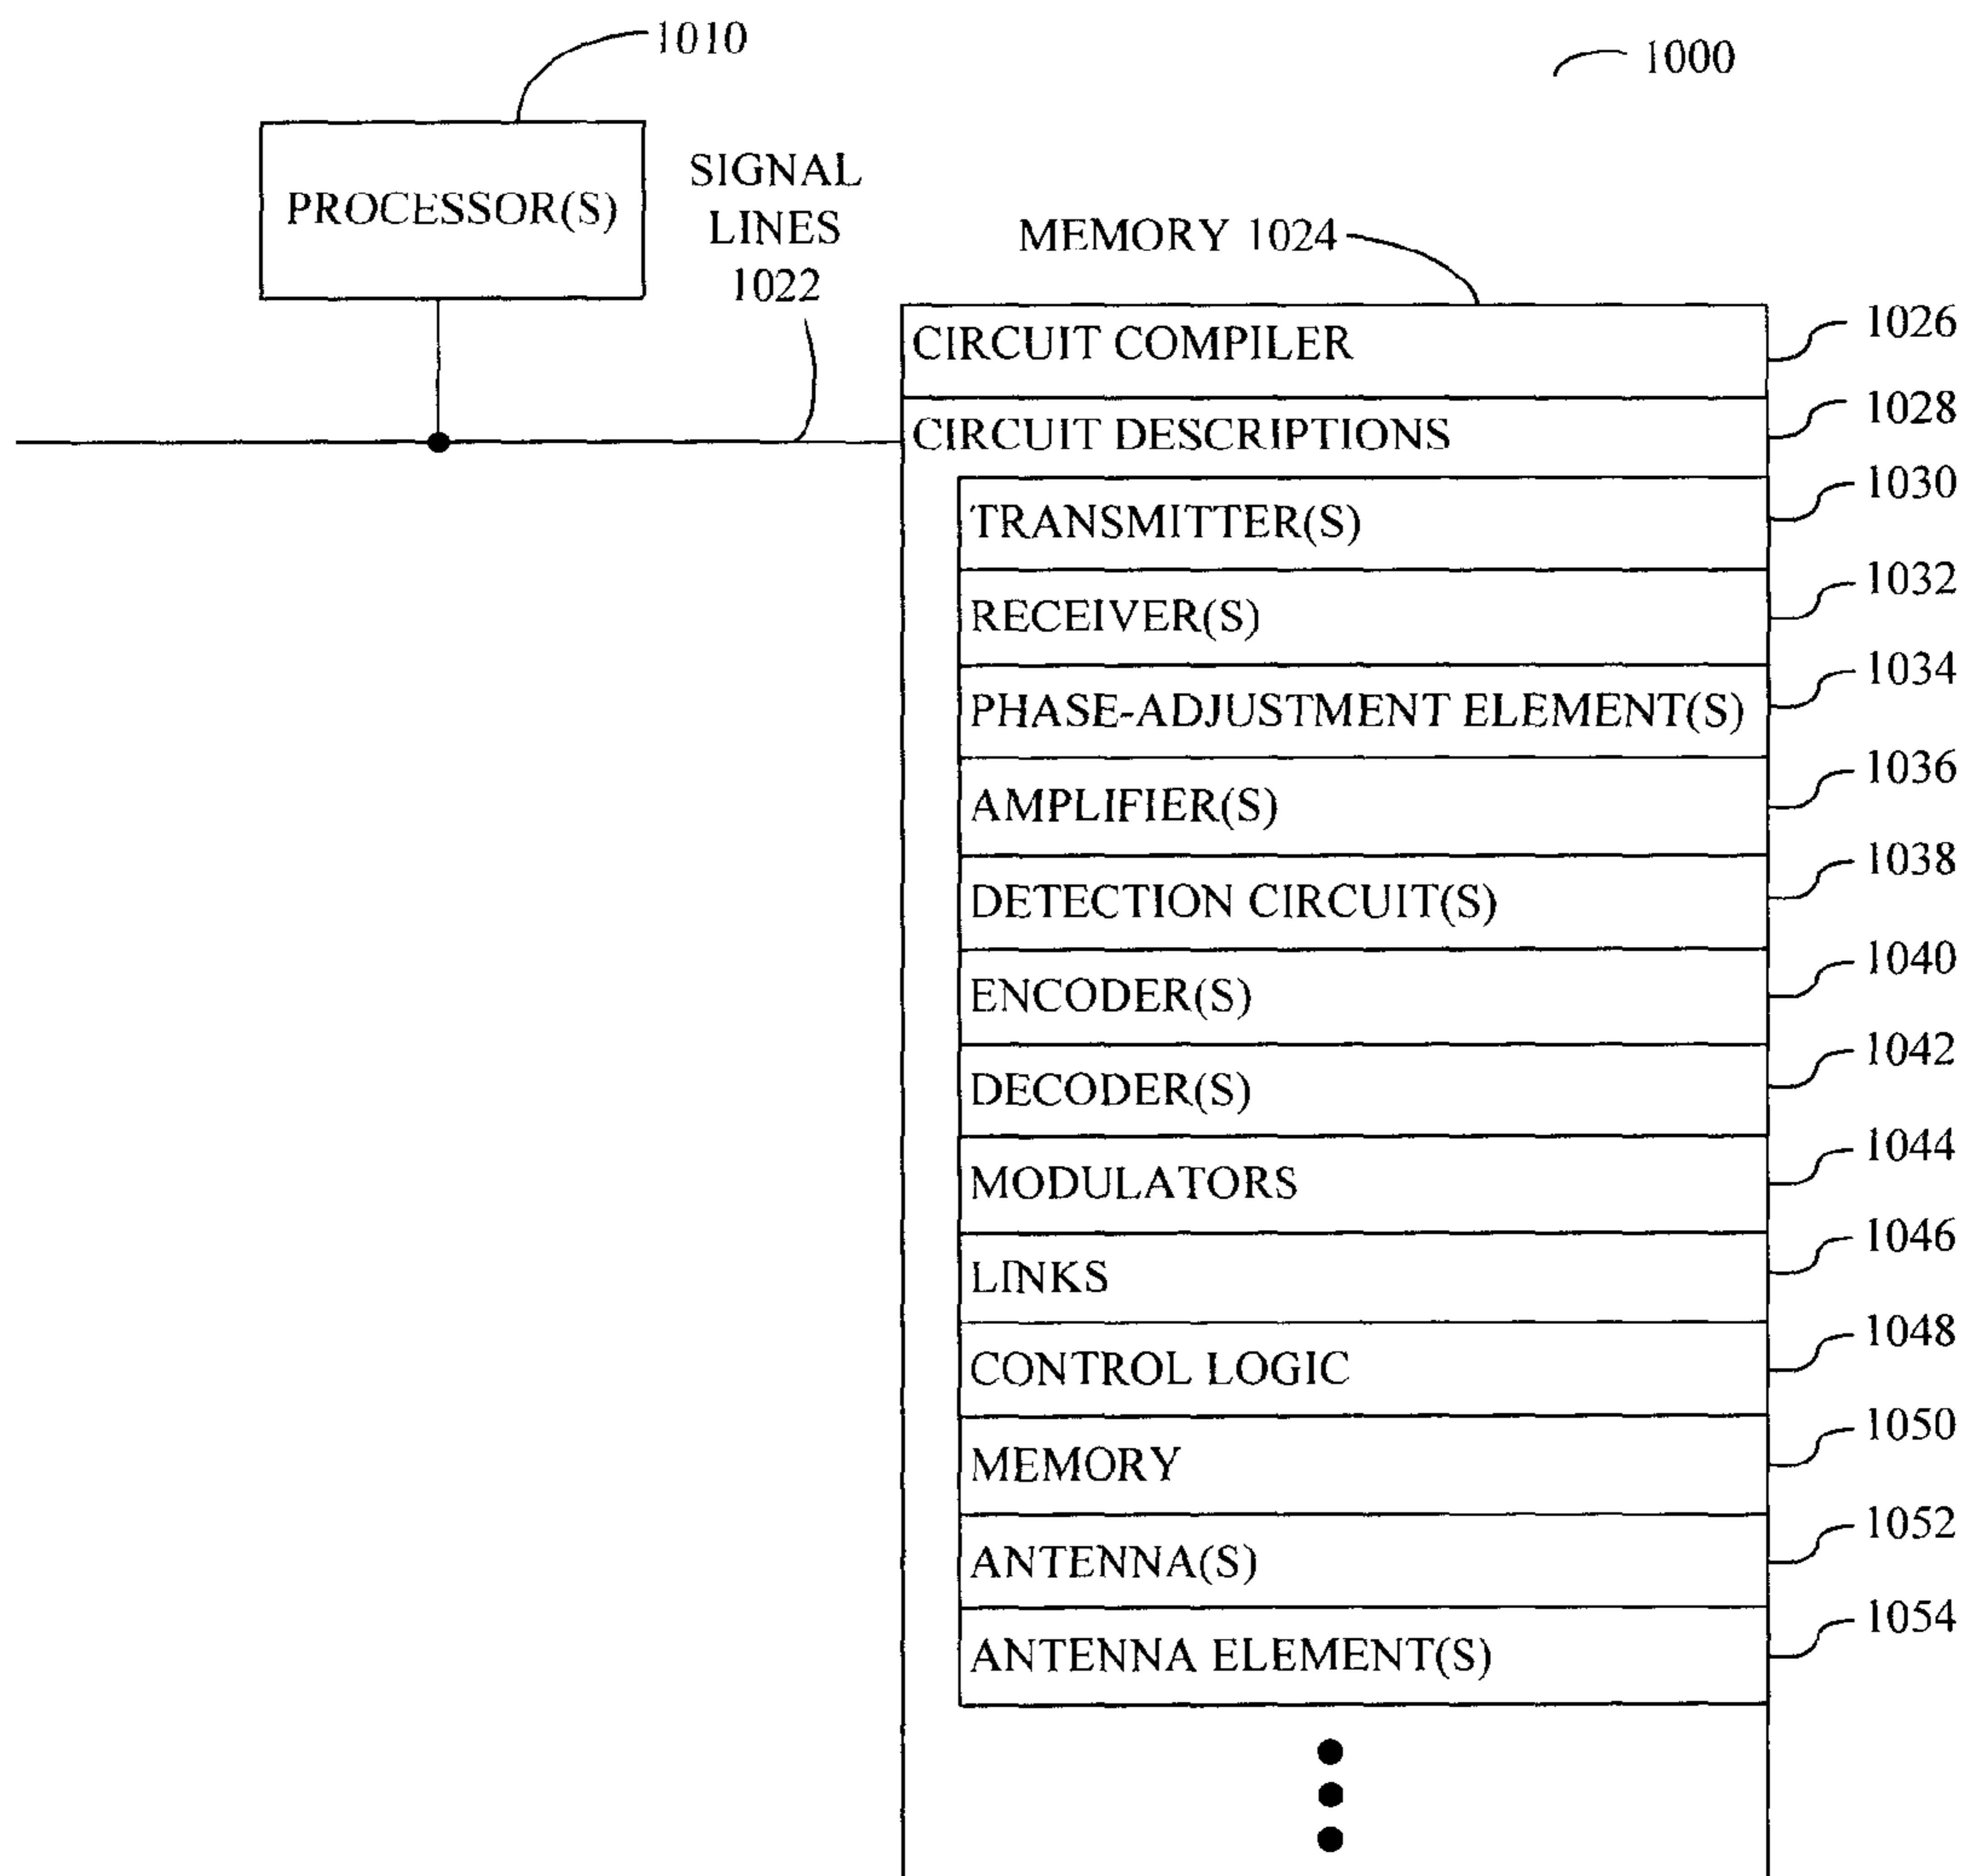 1010
1000
PROCESSOR(S)
SIGNAL
LINES
1022
MEMORY 1024
CIRCUIT COMPILER
1026
CIRCUIT DESCRIPTIONS
1028
TRANSMITTER(S)
1030
RECEIVER(S)
1032
PHASE-ADJUSTMENT ELEMENT(S)
1034
AMPLIFIER(S)
1036
DETECTION CIRCUIT(S)
1038
ENCODER(S)
1040
DECODER(S)
1042
MODULATORS
1044
LINKS
1046
CONTROL LOGIC
1048
MEMORY
1050
ANTENNA(S)
1052
ANTENNA ELEMENT(S)
1054